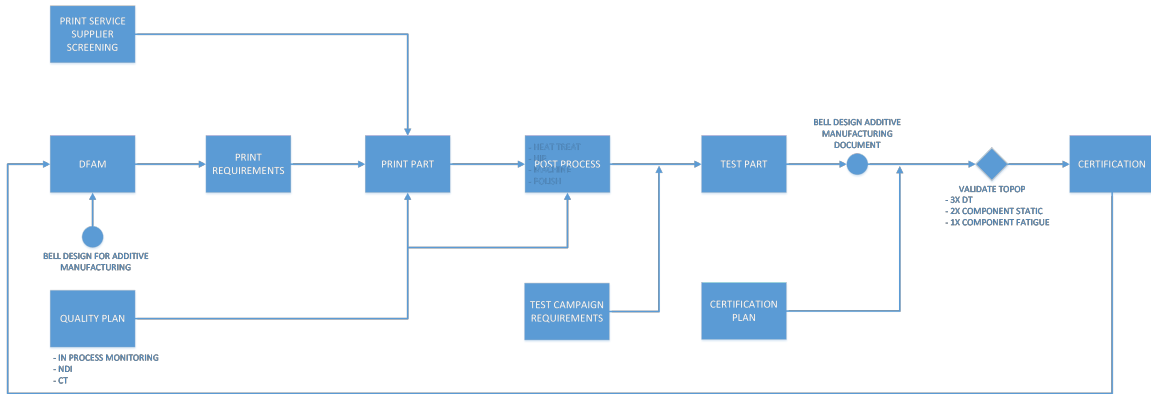 PRINT SERVICE
SUPPLIER
SCREENING
BELL DESIGN ADDITIVE
MANUFACTURING
DOCUMENT
DFAM
PRINT
REQUIREMENTS
PRINT PART
- HEAT TREAT
- HIP
POST PROCESS
- POLISH
TEST PART
CERTIFICATION
VALIDATE TOPOP
- 3X DT
- 2X COMPONENT STATIC
- 1X COMPONENT FATIGUE
BELL DESIGN FOR ADDITIVE
MANUFACTURING
QUALITY PLAN
TEST CAMPAIGN
REQUIREMENTS
CERTIFICATION
PLAN
- IN PROCESS MONITORING
- NDI
- CT